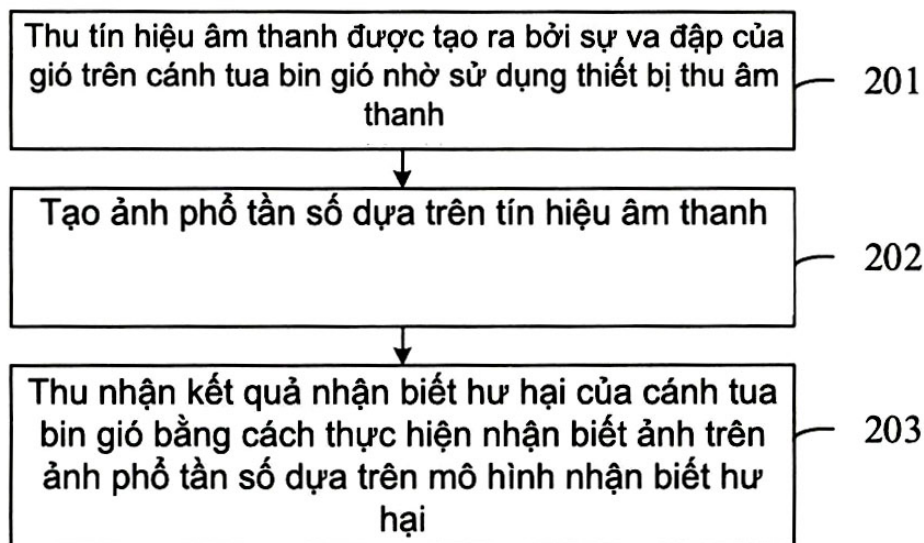 Thu tín hiệu âm thanh được tạo ra bởi sự va đập của
gió trên cánh tua bin gió nhờ sử dụng thiết bị thu âm
thanh
201
Tạo ảnh phổ tần số dựa trên tín hiệu âm thanh
202
Thu nhận kết quả nhận biết hư hại của cánh tua
bin gió bằng cách thực hiện nhận biết ảnh trên
ảnh phổ tần số dựa trên mô hình nhận biết hư
hại
203